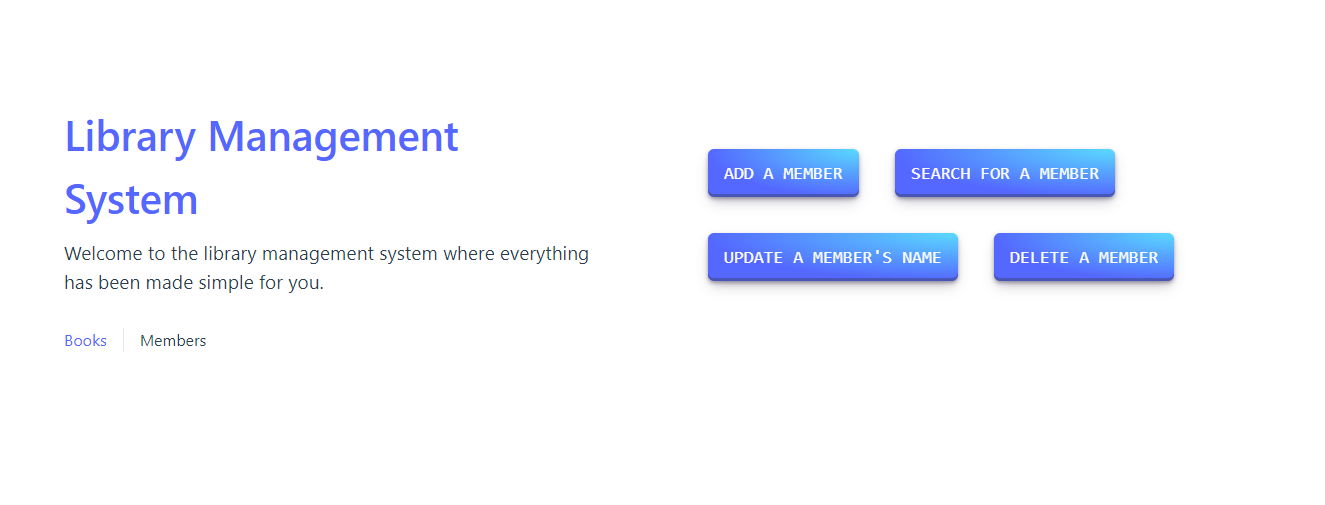 Library Management
System
Welcome to the library management system where everything
has been made simple for you.
Books
Members
ADD A MEMBER
SEARCH FOR A MEMBER
UPDATE A MEMBER'S NAME
DELETE A MEMBER